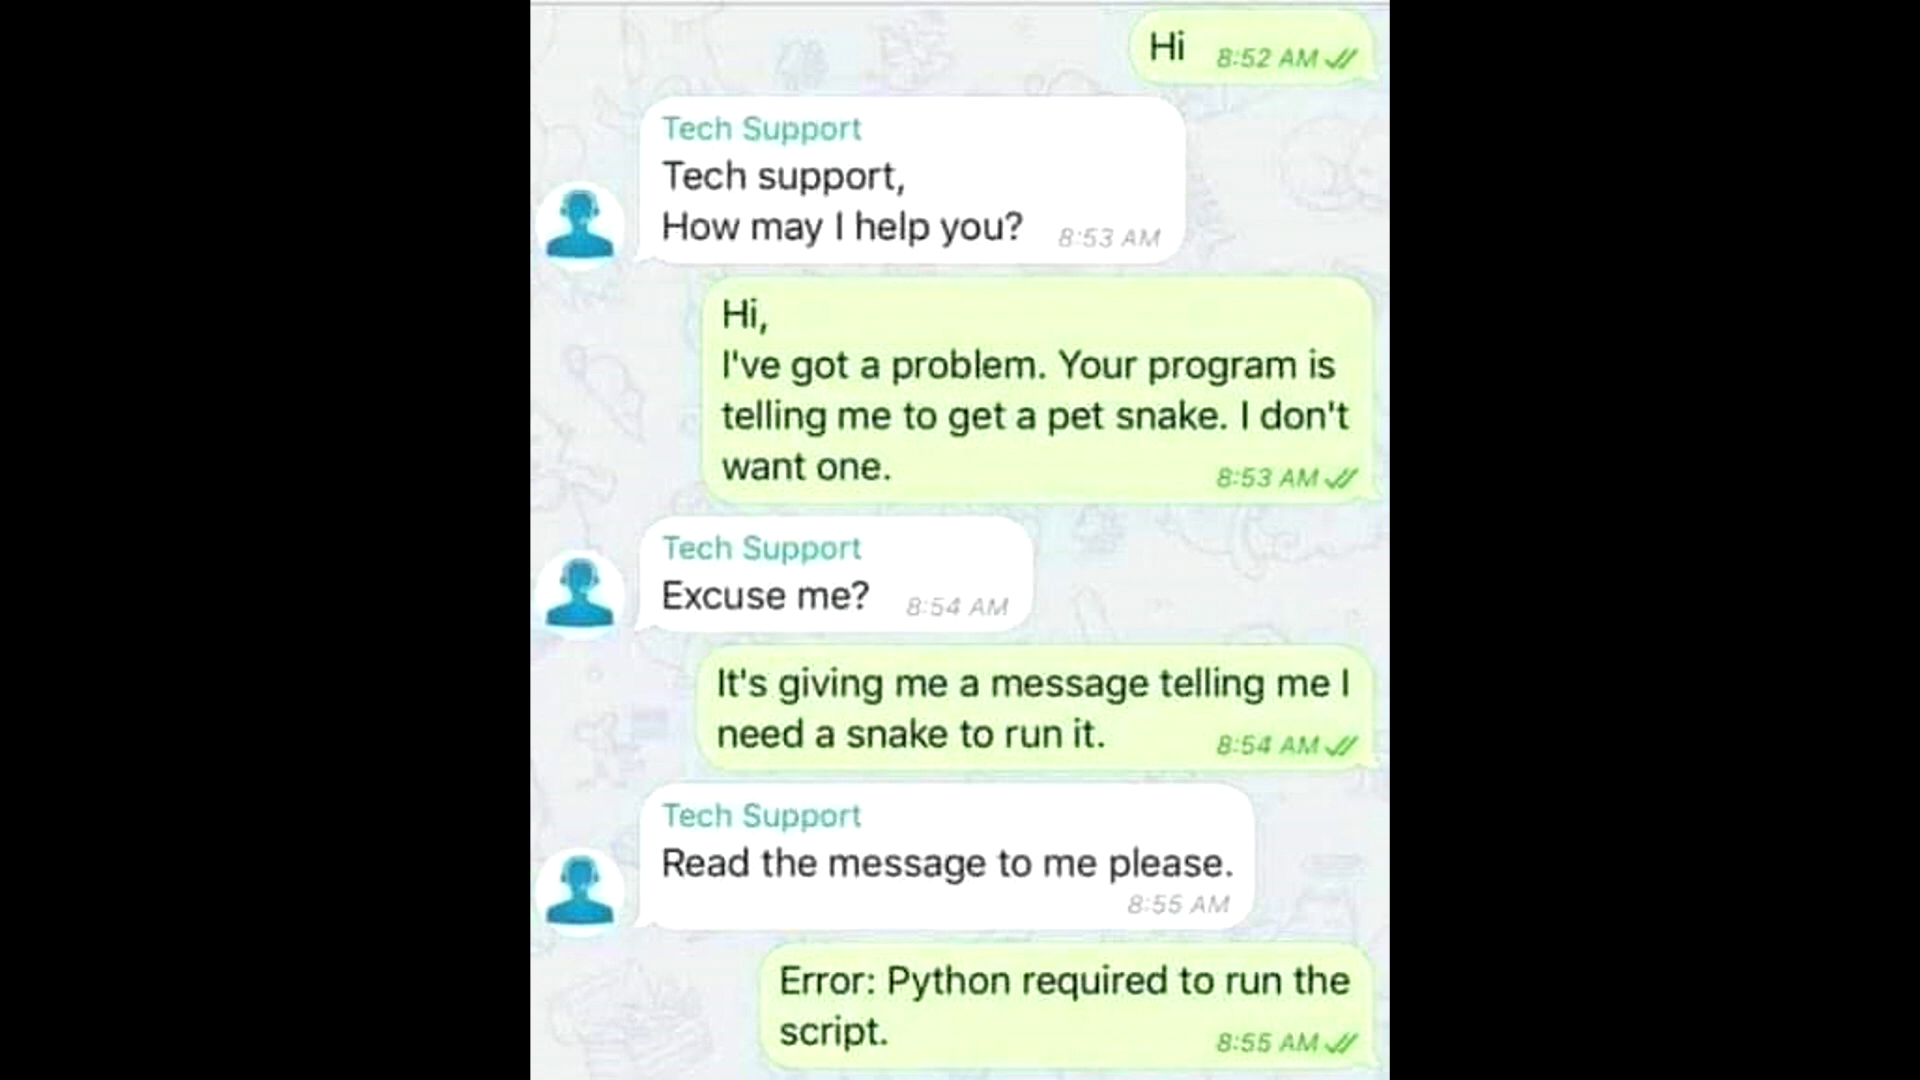 Hi 8:52 AM
Tech Support
Tech support,
How may I help you? 8:53 AM
Hi,
I've got a problem. Your program is
telling me to get a pet snake. I don't
want one. 8:53 AM
Tech Support
Excuse me? 8:54 AM
It's giving me a message telling me I
need a snake to run it. 8:54 AM
Tech Support
Read the message to me please.
8:55 AM
Error: Python required to run the
script. 8:55 AM